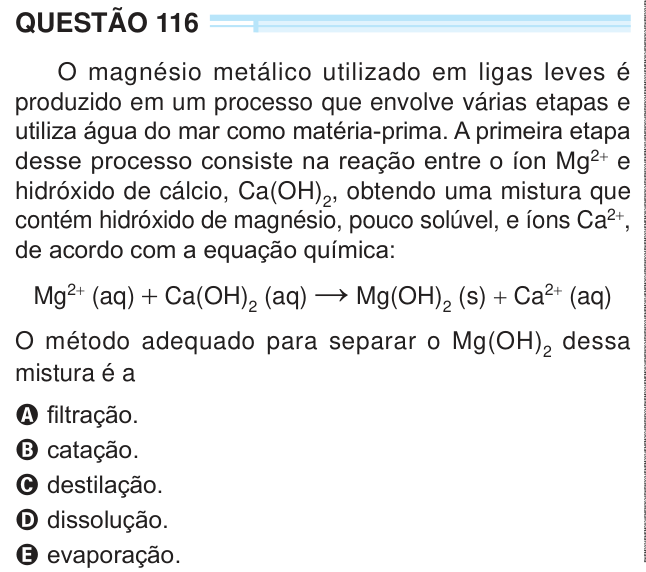 QUESTÃO 116
O magnésio metálico utilizado em ligas leves é
produzido em um processo que envolve várias etapas e
utiliza água do mar como matéria-prima. A primeira etapa
desse processo consiste na reação entre o íon Mg²⁺ e
hidróxido de cálcio, Ca(OH)₂, obtendo uma mistura que
contém hidróxido de magnésio, pouco solúvel, e íons Ca²⁺,
de acordo com a equação química:
Mg²⁺ (aq) + Ca(OH)₂ (aq) ⟶ Mg(OH)₂ (s) + Ca²⁺ (aq)
O método adequado para separar o Mg(OH)₂ dessa
mistura é a
A filtração.
B catação.
C destilação.
D dissolução.
E evaporação.